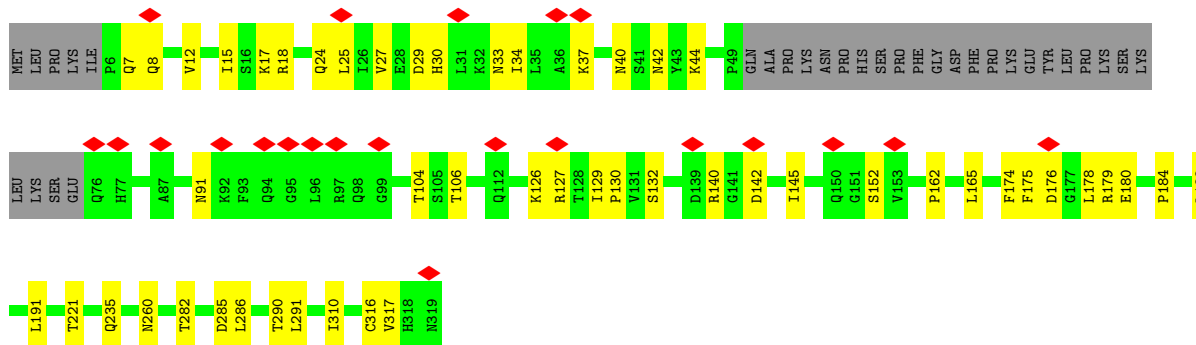 MET LEU PRO LYS ILE P6 Q7 Q8 V12 I15 S16 K17 R18 Q24 L25 I26 V27 E28 D29 H30 L31 K32 N33 I34 L35 A36 K37 N40 S41 N42 Y43 K44 P49 GLN ALA PRO LYS ASN PRO HIS SER PRO PHE GLY ASP PHE PRO LYS GLU TYR LEU PRO LYS SER LYS
LEU LYS SER GLU Q76 H77 A87 N91 K92 F93 Q94 G95 L96 R97 Q98 G99 T104 S105 T106 Q112 K126 R127 T128 I129 P130 V131 S132 D139 R140 G141 D142 I145 Q150 G151 S152 V153 P162 L165 F174 F175 D176 G177 L178 R179 E180 P184
L191 T221 Q235 N260 T282 D285 L286 T290 L291 I310 C316 V317 H318 N319